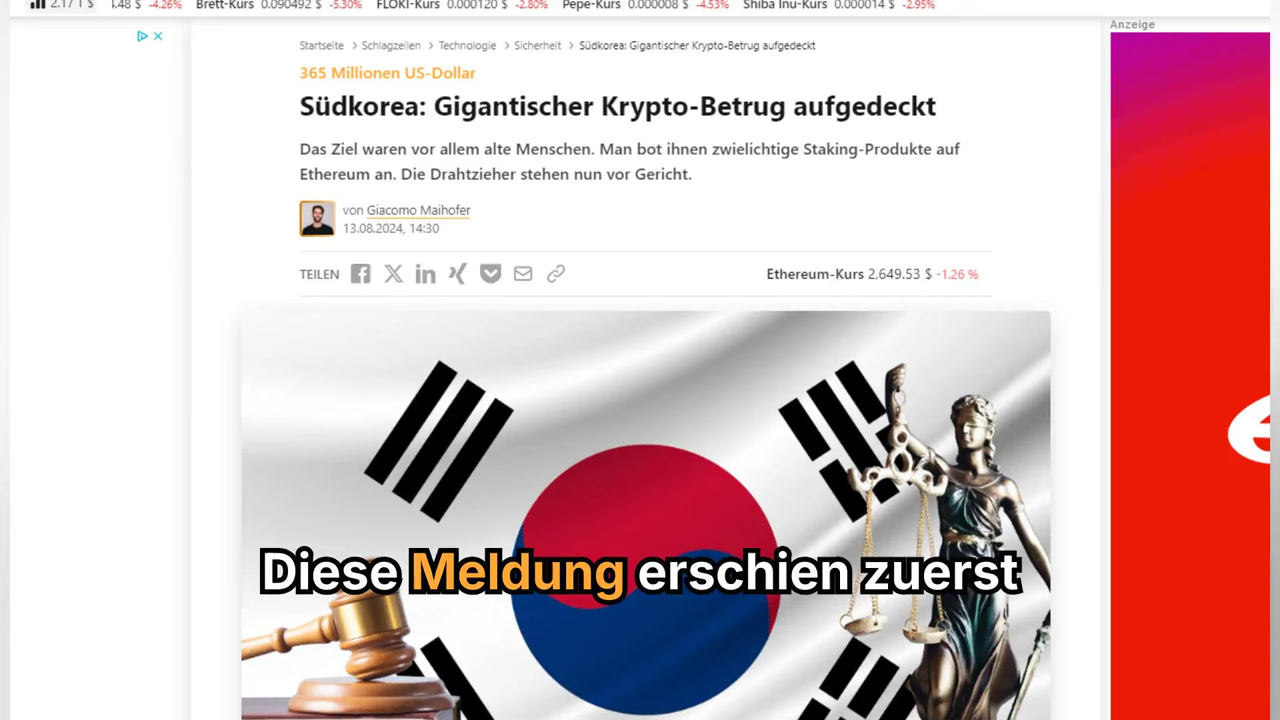 2.171 $ -4.26% Brett-Kurs 0.090492 $ -5.30% FLOKI-Kurs 0.000120 $ -2.80% Pepe-Kurs 0.000008 $ -4.53% Shiba Inu-Kurs 0.000014 $ -2.95%
Anzeige
Startseite > Schlagzeilen > Technologie > Sicherheit > Südkorea: Gigantischer Krypto-Betrug aufgedeckt
365 Millionen US-Dollar
Südkorea: Gigantischer Krypto-Betrug aufgedeckt
Das Ziel waren vor allem alte Menschen. Man bot ihnen zwielichtige Staking-Produkte auf
Ethereum an. Die Drahtzieher stehen nun vor Gericht.
von Giacomo Maihofer
13.08.2024, 14:30
TEILEN
Ethereum-Kurs 2,649.53 $ -1.26 %
Diese Meldung erschien zuerst